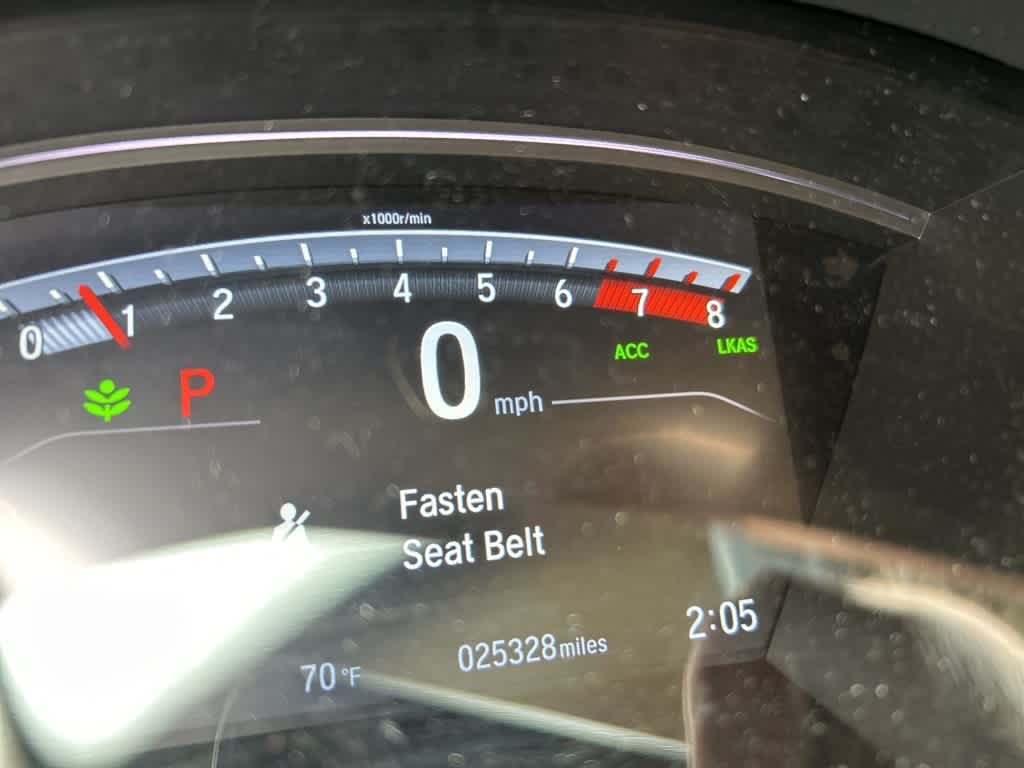 x1000r/min
0 1 2 3 4 5 6 7 8
ACC LKAS
P
0 mph
Fasten
Seat Belt
2:05
025328 miles
70 °F